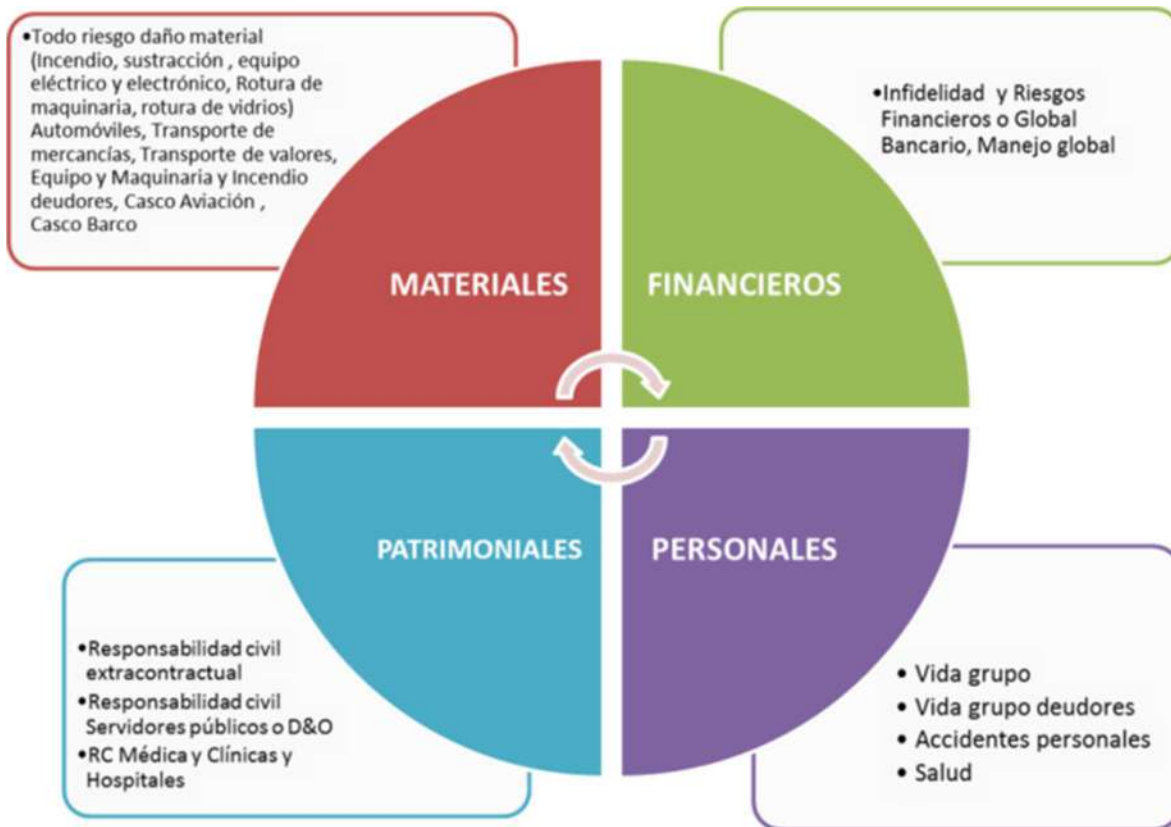 •Todo riesgo daño material
(Incendio, sustracción , equipo
eléctrico y electrónico, Rotura de
maquinaria, rotura de vidrios)
Automóviles, Transporte de
mercancías, Transporte de valores,
Equipo y Maquinaria y Incendio
deudores, Casco Aviación ,
Casco Barco
•Infidelidad y Riesgos
Financieros o Global
Bancario, Manejo global
MATERIALES
FINANCIEROS
PATRIMONIALES
PERSONALES
•Responsabilidad civil
extracontractual
•Responsabilidad civil
Servidores públicos o D&O
•RC Médica y Clínicas y
Hospitales
• Vida grupo
• Vida grupo deudores
• Accidentes personales
• Salud